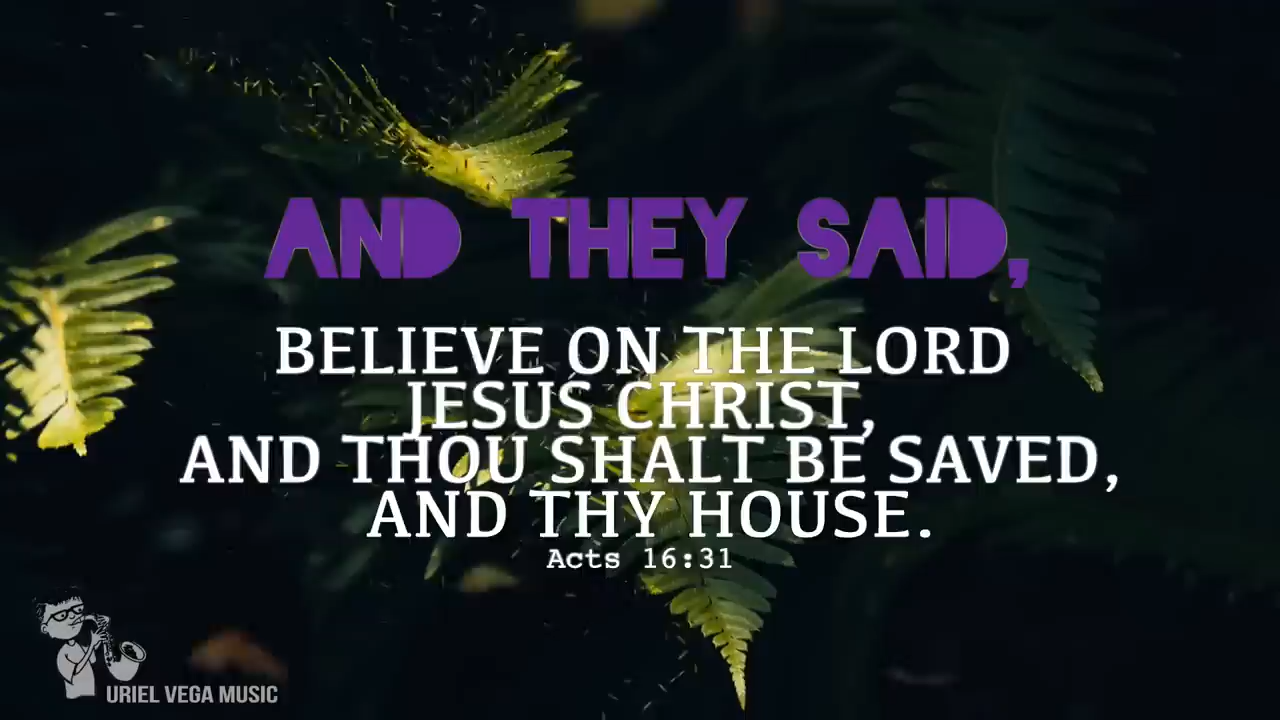 AND THEY SAID,
BELIEVE ON THE LORD
JESUS CHRIST,
AND THOU SHALT BE SAVED,
AND THY HOUSE.
Acts 16:31
URIEL VEGA MUSIC